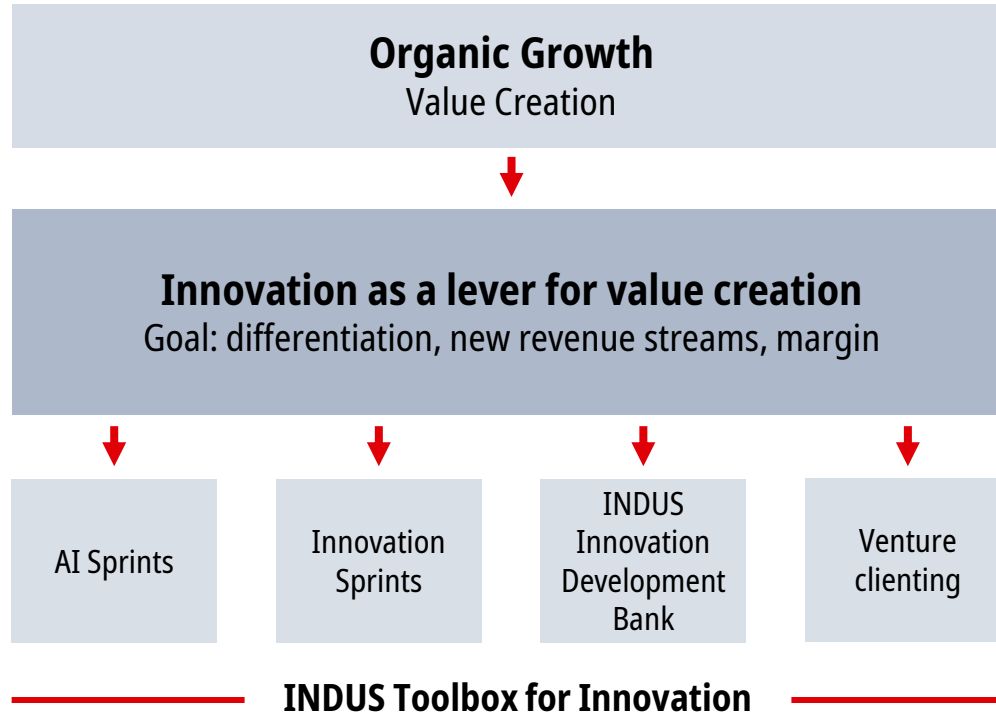 Organic Growth
Value Creation
Innovation as a lever for value creation
Goal: differentiation, new revenue streams, margin
AI Sprints
Innovation
Sprints
INDUS
Innovation
Development
Bank
Venture
clienting
INDUS Toolbox for Innovation